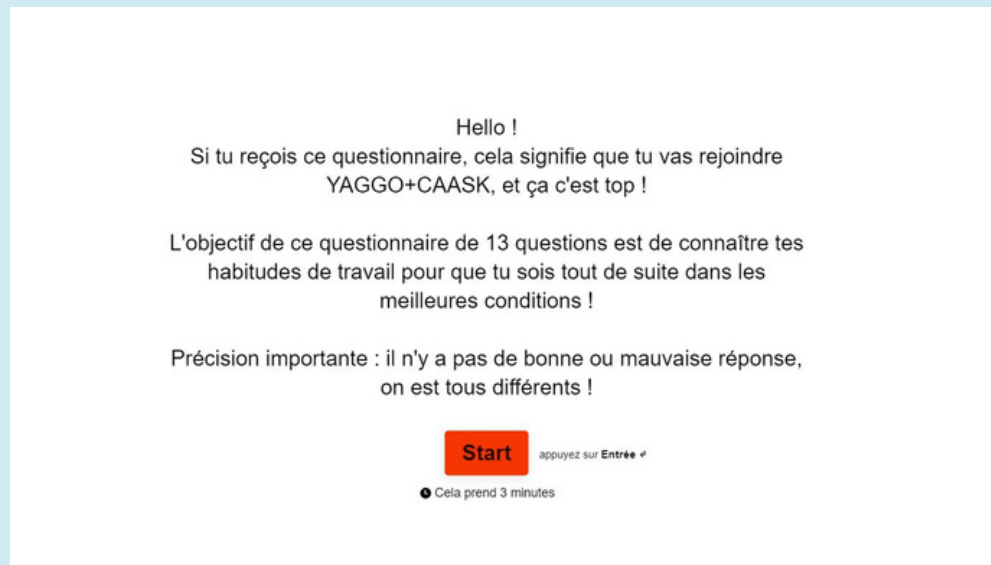 Hello !
Si tu reçois ce questionnaire, cela signifie que tu vas rejoindre
YAGGO+CAASK, et ça c'est top !
L'objectif de ce questionnaire de 13 questions est de connaître tes
habitudes de travail pour que tu sois tout de suite dans les
meilleures conditions !
Précision importante : il n'y a pas de bonne ou mauvaise réponse,
on est tous différents !
Start appuyez sur Entrée ↵
Cela prend 3 minutes